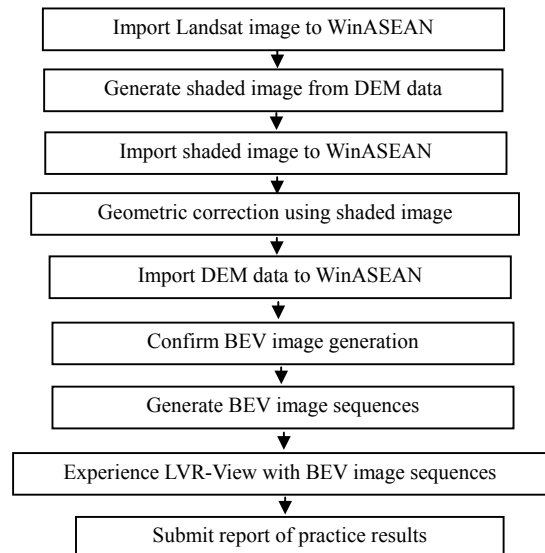 Import Landsat image to WinASEAN
Generate shaded image from DEM data
Import shaded image to WinASEAN
Geometric correction using shaded image
Import DEM data to WinASEAN
Confirm BEV image generation
Generate BEV image sequences
Experience LVR-View with BEV image sequences
Submit report of practice results